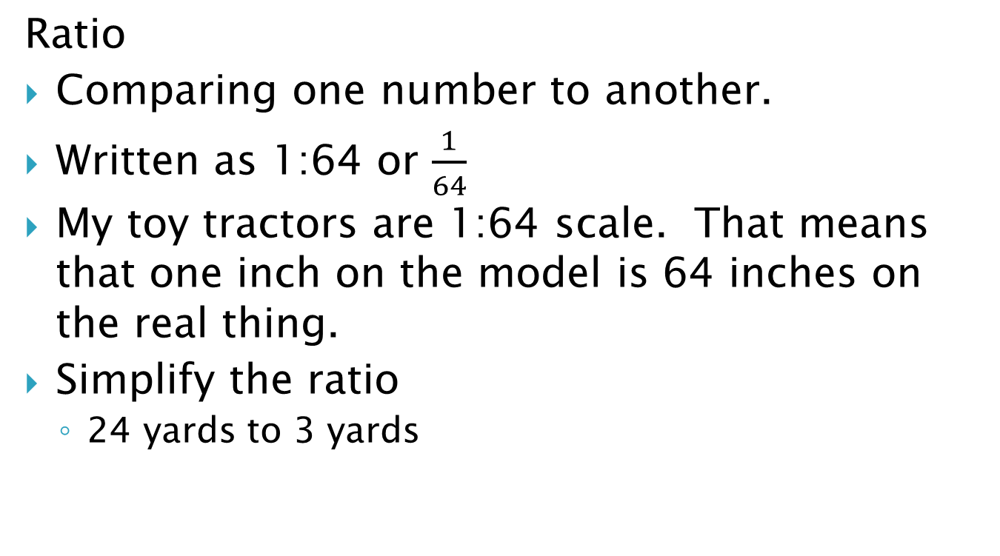 Ratio
Comparing one number to another.
Written as 1:64 or 1/64
My toy tractors are 1:64 scale.  That means
that one inch on the model is 64 inches on
the real thing.
Simplify the ratio
24 yards to 3 yards